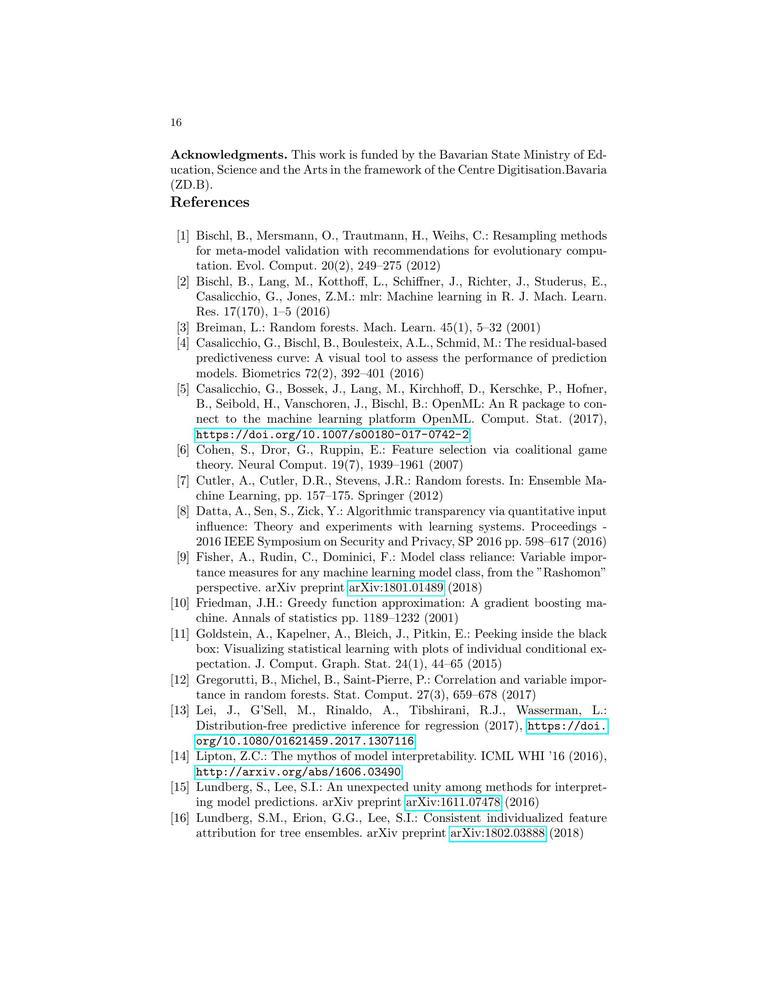 16
Acknowledgments. This work is funded by the Bavarian State Ministry of Ed-
ucation, Science and the Arts in the framework of the Centre Digitisation.Bavaria
(ZD.B).
References
[1] Bischl, B., Mersmann, O., Trautmann, H., Weihs, C.: Resampling methods
for meta-model validation with recommendations for evolutionary compu-
tation. Evol. Comput. 20(2), 249–275 (2012)
[2] Bischl, B., Lang, M., Kotthoff, L., Schiffner, J., Richter, J., Studerus, E.,
Casalicchio, G., Jones, Z.M.: mlr: Machine learning in R. J. Mach. Learn.
Res. 17(170), 1–5 (2016)
[3] Breiman, L.: Random forests. Mach. Learn. 45(1), 5–32 (2001)
[4] Casalicchio, G., Bischl, B., Boulesteix, A.L., Schmid, M.: The residual-based
predictiveness curve: A visual tool to assess the performance of prediction
models. Biometrics 72(2), 392–401 (2016)
[5] Casalicchio, G., Bossek, J., Lang, M., Kirchhoff, D., Kerschke, P., Hofner,
B., Seibold, H., Vanschoren, J., Bischl, B.: OpenML: An R package to con-
nect to the machine learning platform OpenML. Comput. Stat. (2017),
https://doi.org/10.1007/s00180-017-0742-2
[6] Cohen, S., Dror, G., Ruppin, E.: Feature selection via coalitional game
theory. Neural Comput. 19(7), 1939–1961 (2007)
[7] Cutler, A., Cutler, D.R., Stevens, J.R.: Random forests. In: Ensemble Ma-
chine Learning, pp. 157–175. Springer (2012)
[8] Datta, A., Sen, S., Zick, Y.: Algorithmic transparency via quantitative input
influence: Theory and experiments with learning systems. Proceedings -
2016 IEEE Symposium on Security and Privacy, SP 2016 pp. 598–617 (2016)
[9] Fisher, A., Rudin, C., Dominici, F.: Model class reliance: Variable impor-
tance measures for any machine learning model class, from the ”Rashomon”
perspective. arXiv preprint arXiv:1801.01489 (2018)
[10] Friedman, J.H.: Greedy function approximation: A gradient boosting ma-
chine. Annals of statistics pp. 1189–1232 (2001)
[11] Goldstein, A., Kapelner, A., Bleich, J., Pitkin, E.: Peeking inside the black
box: Visualizing statistical learning with plots of individual conditional ex-
pectation. J. Comput. Graph. Stat. 24(1), 44–65 (2015)
[12] Gregorutti, B., Michel, B., Saint-Pierre, P.: Correlation and variable impor-
tance in random forests. Stat. Comput. 27(3), 659–678 (2017)
[13] Lei, J., G'Sell, M., Rinaldo, A., Tibshirani, R.J., Wasserman, L.:
Distribution-free predictive inference for regression (2017), https://doi.
org/10.1080/01621459.2017.1307116
[14] Lipton, Z.C.: The mythos of model interpretability. ICML WHI '16 (2016),
http://arxiv.org/abs/1606.03490
[15] Lundberg, S., Lee, S.I.: An unexpected unity among methods for interpret-
ing model predictions. arXiv preprint arXiv:1611.07478 (2016)
[16] Lundberg, S.M., Erion, G.G., Lee, S.I.: Consistent individualized feature
attribution for tree ensembles. arXiv preprint arXiv:1802.03888 (2018)